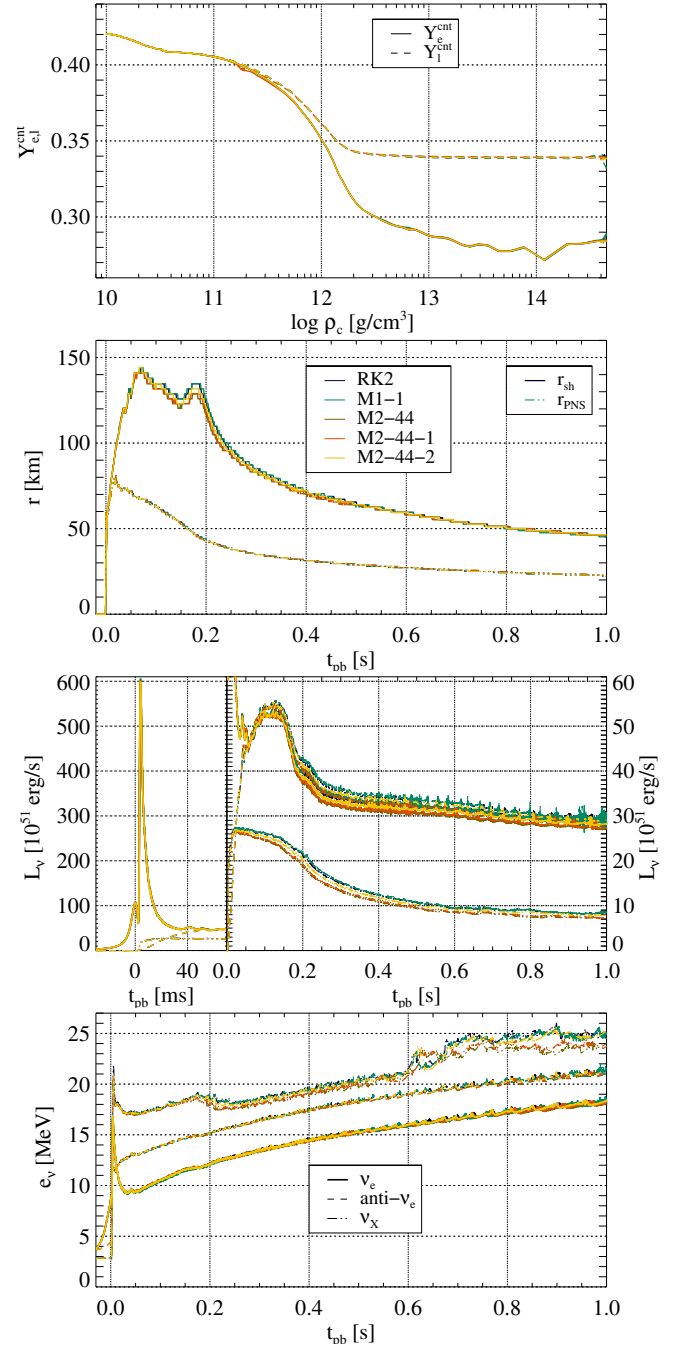 Y_e^cnt
Y_l^cnt
0.40
0.35
0.30
Y_e,l^cnt
10 11 12 13 14
log ρ_c [g/cm³]
150
100
50
0
r [km]
RK2
M1−1
M2−44
M2−44−1
M2−44−2
r_sh
r_PNS
0.0 0.2 0.4 0.6 0.8 1.0
t_pb [s]
600
500
400
300
200
100
L_ν [10⁵¹ erg/s]
60
50
40
30
20
10
0
L_ν [10⁵¹ erg/s]
0 40 0.0 0.2 0.4 0.6 0.8 1.0
t_pb [ms] t_pb [s]
25
20
15
10
5
0
e_ν [MeV]
ν_e
anti−ν_e
ν_X
0.0 0.2 0.4 0.6 0.8 1.0
t_pb [s]